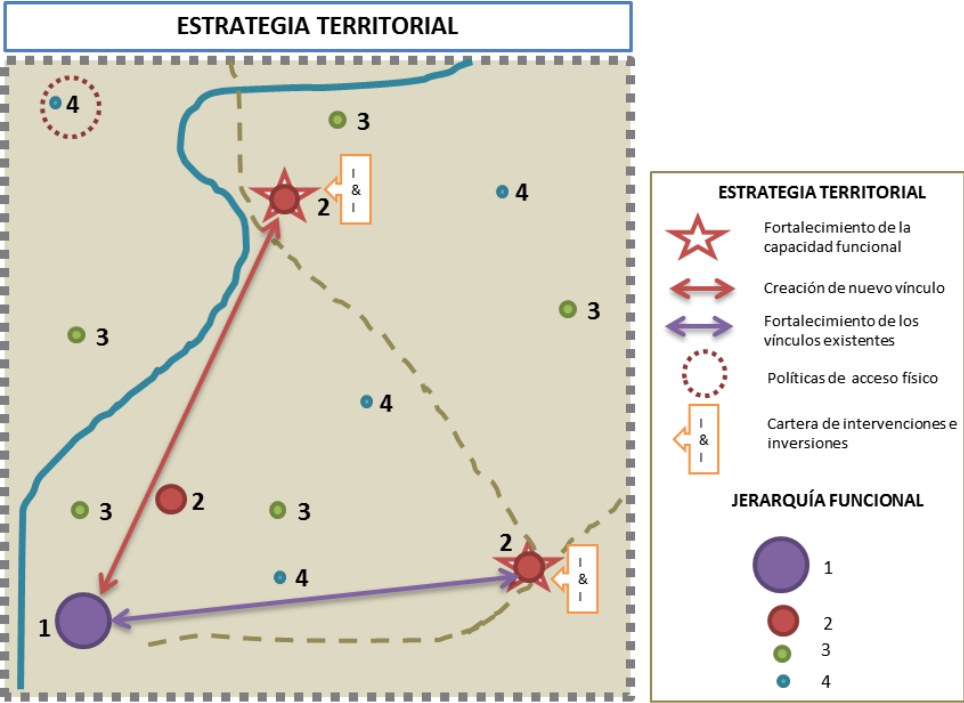 ESTRATEGIA TERRITORIAL
4
3
I
&
I
2
4
3
3
4
3
2
3
2
I
&
I
4
1
ESTRATEGIA TERRITORIAL
Fortalecimiento de la
capacidad funcional
Creación de nuevo vínculo
Fortalecimiento de los
vínculos existentes
Políticas de acceso físico
I
&
I
Cartera de intervenciones e
inversiones
JERARQUÍA FUNCIONAL
1
2
3
4